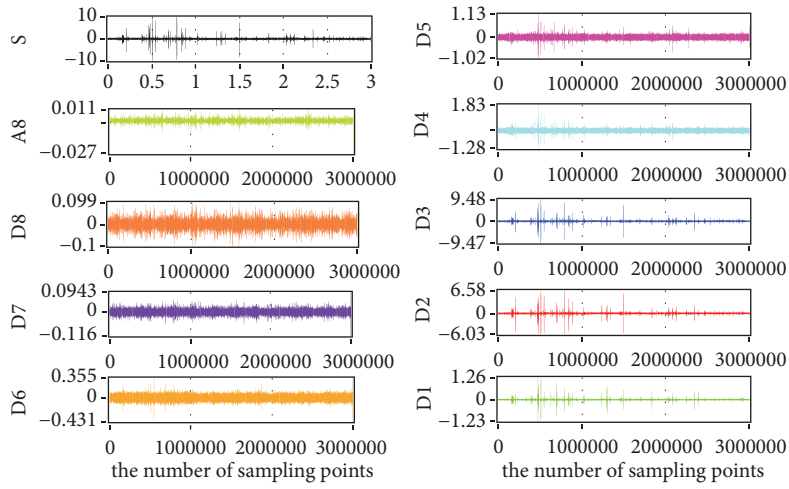 S
10
0
−10
0 0.5 1 1.5 2 2.5 3
A8
0.011
−0.027
0 1000000 2000000 3000000
D8
0.099
0
−0.1
0 1000000 2000000 3000000
D7
0.0943
0
−0.116
0 1000000 2000000 3000000
D6
0.355
−0.431
0 1000000 2000000 3000000
the number of sampling points
D5
1.13
0
−1.02
0 1000000 2000000 3000000
D4
1.83
−1.28
0 1000000 2000000 3000000
D3
9.48
0
−9.47
0 1000000 2000000 3000000
D2
6.58
0
−6.03
0 1000000 2000000 3000000
D1
1.26
0
−1.23
0 1000000 2000000 3000000
the number of sampling points